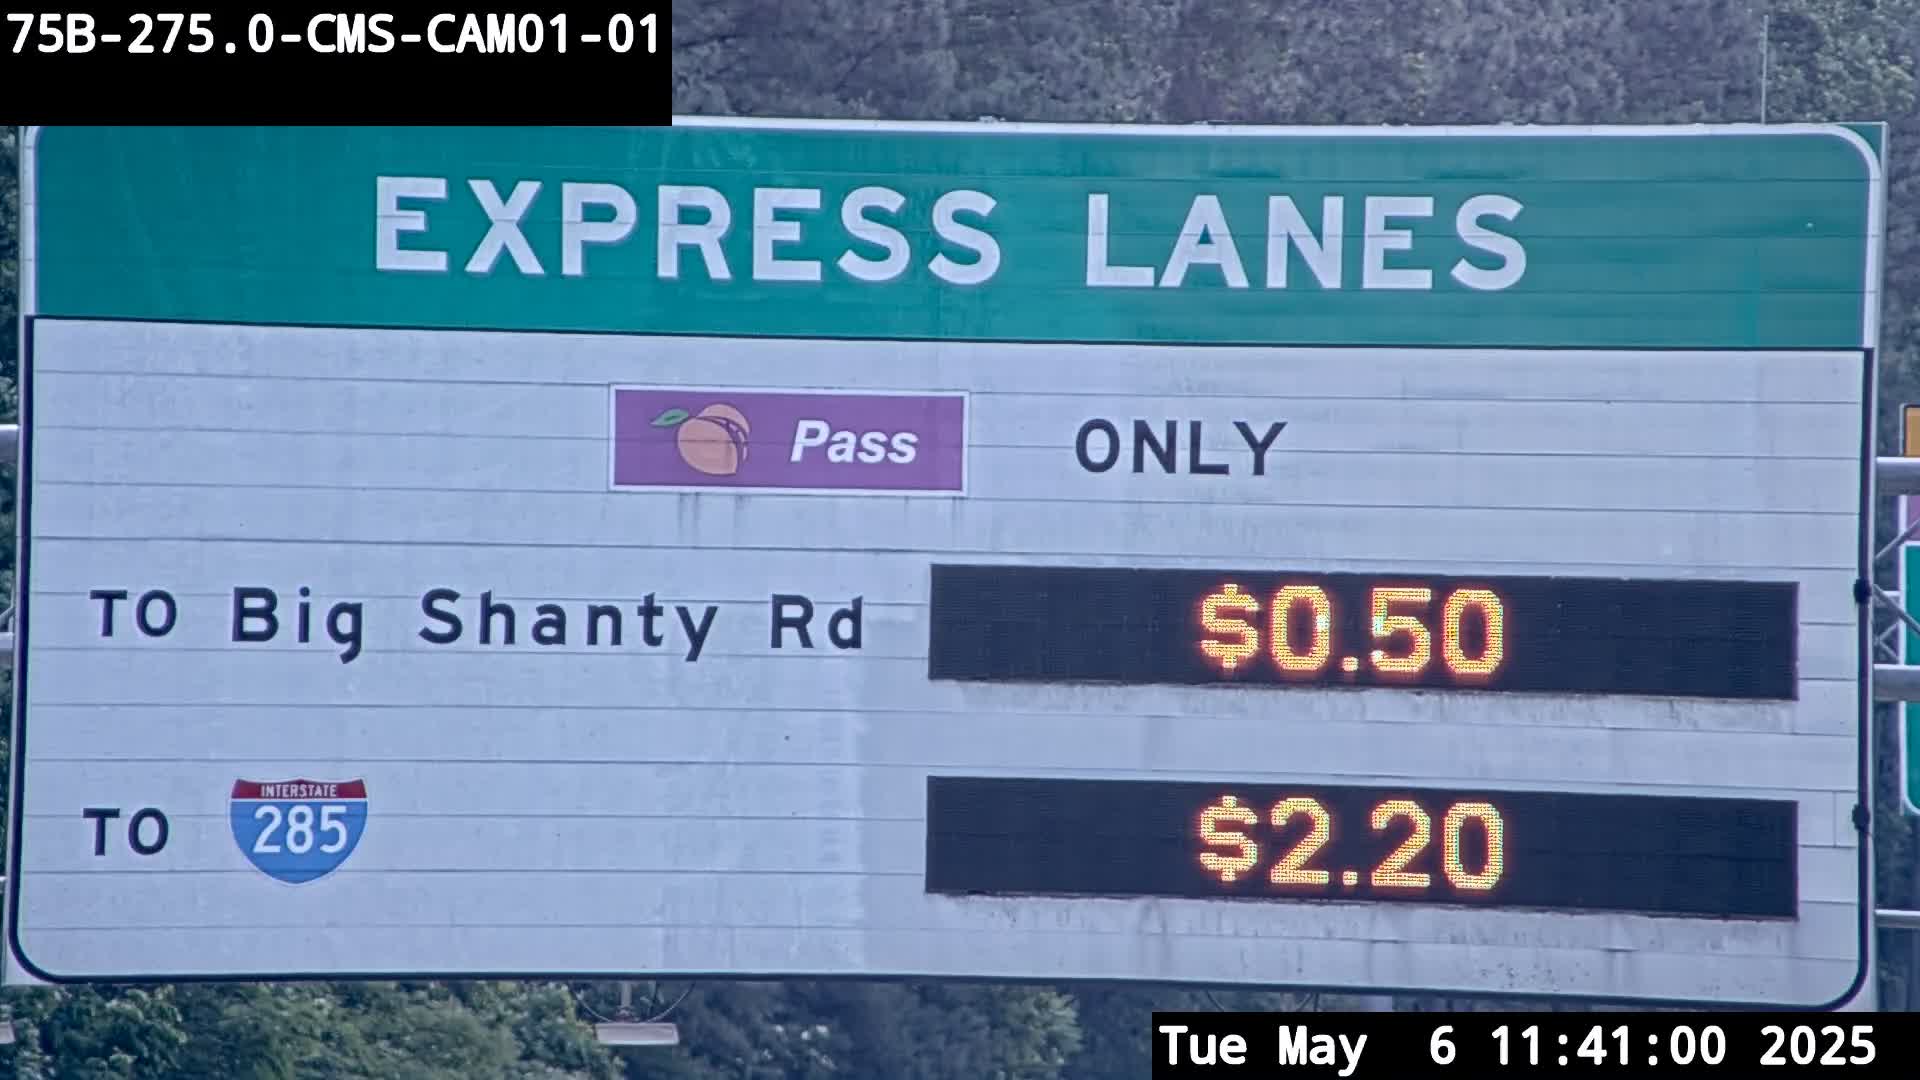 75B-275.0-CMS-CAM01-01
EXPRESS LANES
Pass ONLY
TO Big Shanty Rd $0.50
INTERSTATE
TO 285 $2.20
Tue May 6 11:41:00 2025